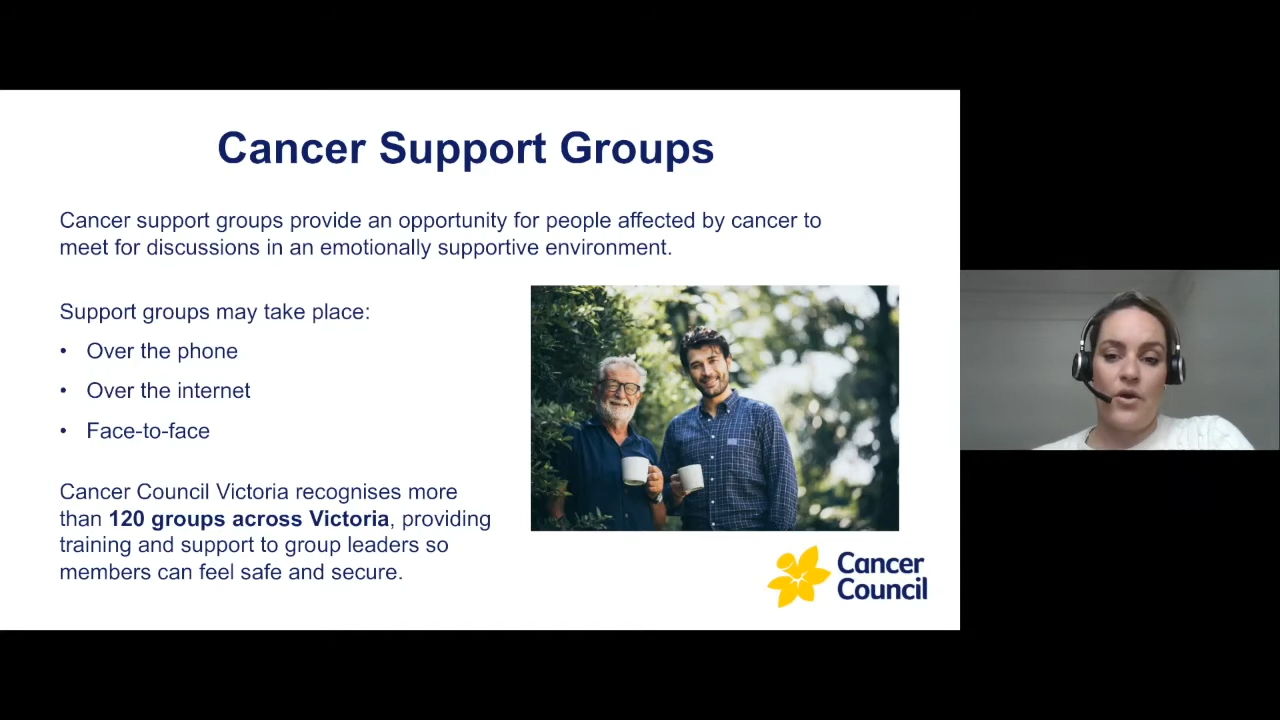 Cancer Support Groups
Cancer support groups provide an opportunity for people affected by cancer to
meet for discussions in an emotionally supportive environment.
Support groups may take place:
• Over the phone
• Over the internet
• Face-to-face
Cancer Council Victoria recognises more
than 120 groups across Victoria, providing
training and support to group leaders so
members can feel safe and secure.
Cancer
Council